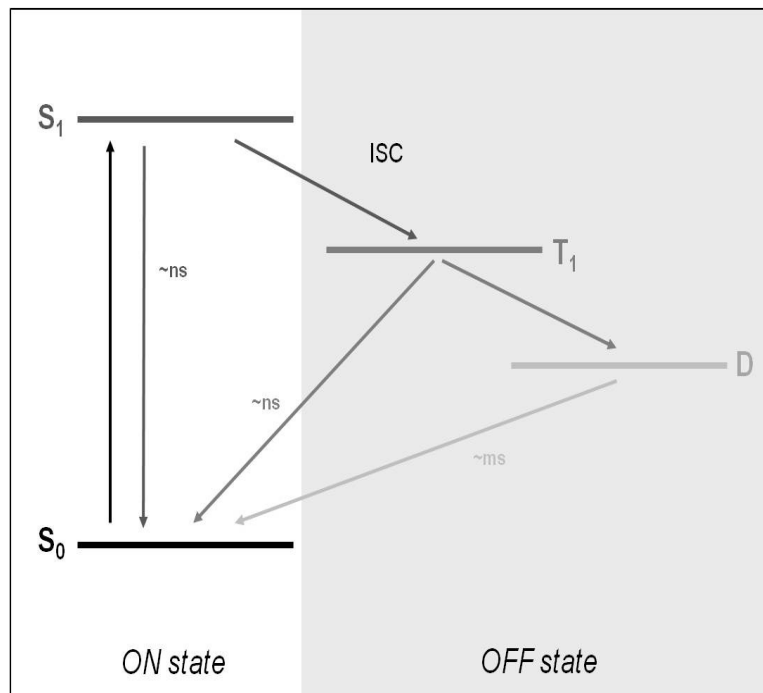 S₁
ISC
T₁
~ns
~ns
D
~ms
S₀
ON state
OFF state